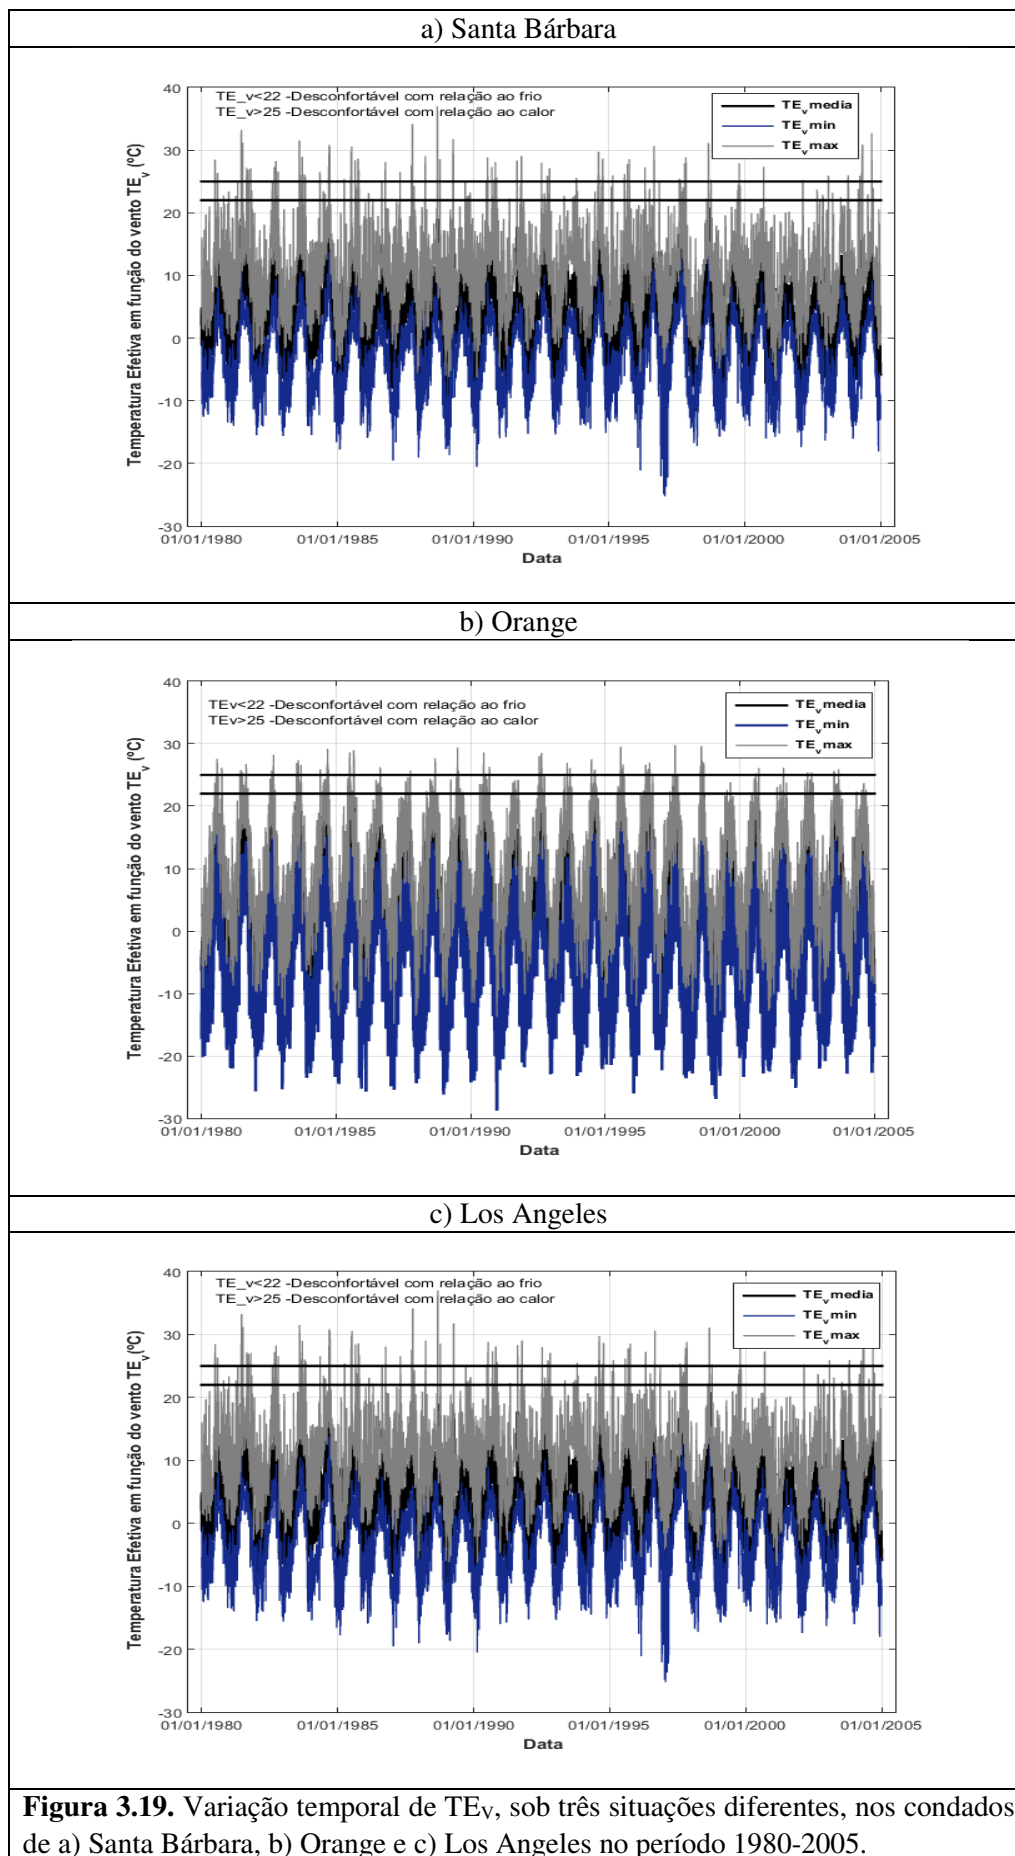 a) Santa Bárbara
TE_v<22 -Desconfortável com relação ao frio
TE_v>25 -Desconfortável com relação ao calor
TEvmedia
TEvmin
TEvmax
Temperatura Efetiva em função do vento TEv (ºC)
40
30
20
10
0
-10
-20
-30
01/01/1980 01/01/1985 01/01/1990 01/01/1995 01/01/2000 01/01/2005
Data
b) Orange
TEv<22 -Desconfortável com relação ao frio
TEv>25 -Desconfortável com relação ao calor
TEvmedia
TEvmin
TEvmax
Temperatura Efetiva em função do vento TEv (ºC)
40
30
20
10
0
-10
-20
-30
01/01/1980 01/01/1985 01/01/1990 01/01/1995 01/01/2000 01/01/2005
Data
c) Los Angeles
TE_v<22 -Desconfortável com relação ao frio
TE_v>25 -Desconfortável com relação ao calor
TEvmedia
TEvmin
TEvmax
Temperatura Efetiva em função do vento TEv(ºC)
40
30
20
10
0
-10
-20
-30
01/01/1980 01/01/1985 01/01/1990 01/01/1995 01/01/2000 01/01/2005
Data
Figura 3.19. Variação temporal de TEV, sob três situações diferentes, nos condados
de a) Santa Bárbara, b) Orange e c) Los Angeles no período 1980-2005.